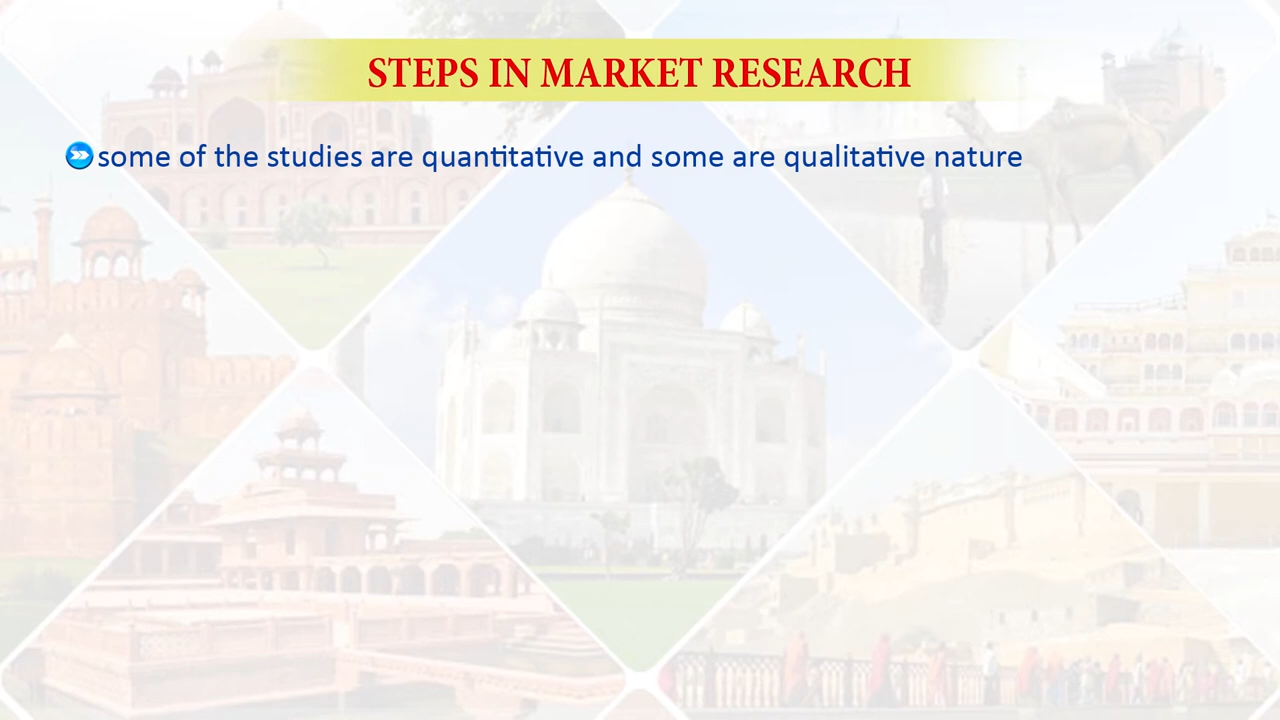 STEPS IN MARKET RESEARCH
some of the studies are quantitative and some are qualitative nature